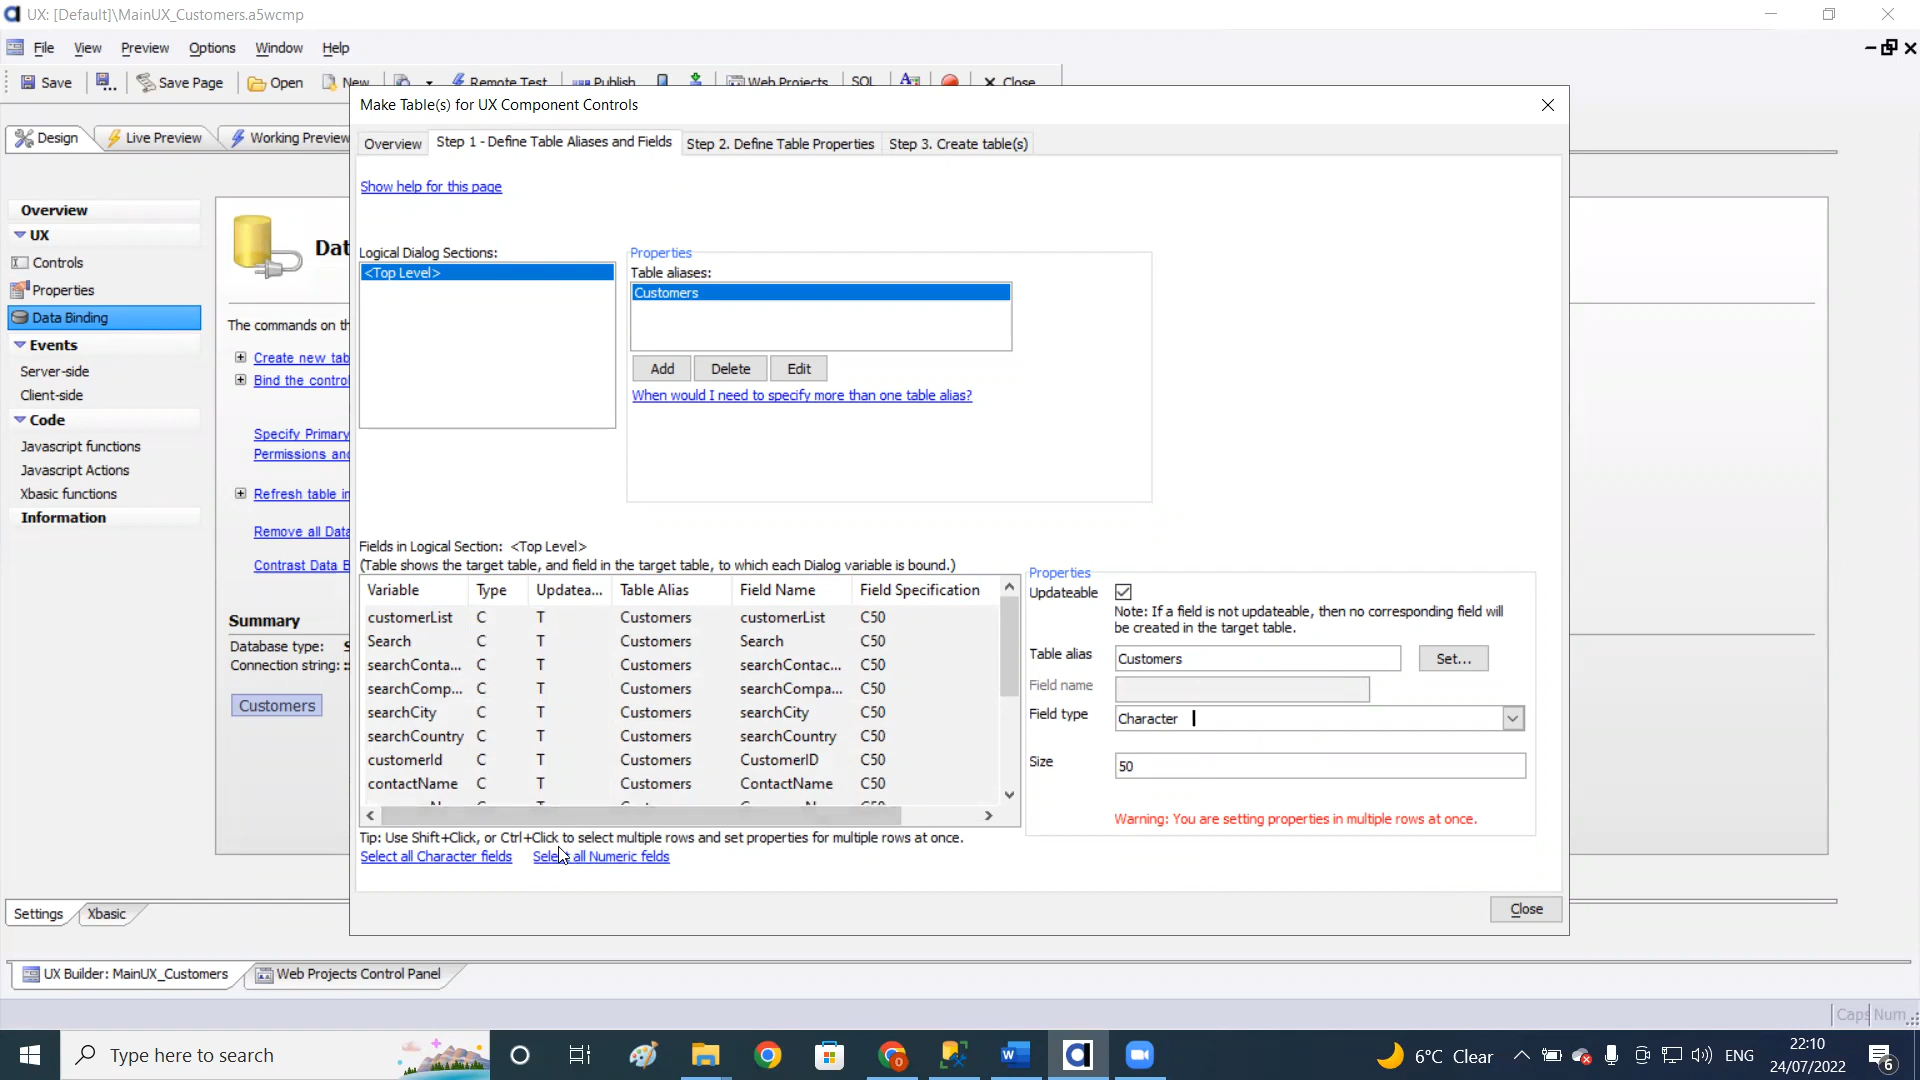 UX: [Default]\MainUX_Customers.a5wcmp
File View Preview Options Window Help
Save Save Page Open New Remote Test Publish Web Projects SQL Close
Make Table(s) for UX Component Controls
Design Live Preview Working Preview
Overview Step 1 - Define Table Aliases and Fields Step 2. Define Table Properties Step 3. Create table(s)
Show help for this page
Overview
UX
Controls
Properties
Data Binding
Events
Server-side
Client-side
Code
Javascript functions
Javascript Actions
Xbasic functions
Information
Dat
The commands on th
Create new tab
Bind the control
Specify Primary
Permissions and
Refresh table in
Remove all Data
Contrast Data B
Summary
Database type: S
Connection string: ::
Customers
Logical Dialog Sections:
<Top Level>
Properties
Table aliases:
Customers
Add Delete Edit
When would I need to specify more than one table alias?
Fields in Logical Section: <Top Level>
(Table shows the target table, and field in the target table, to which each Dialog variable is bound.)
Variable Type Updatea... Table Alias Field Name Field Specification
customerList C T Customers customerList C50
Search C T Customers Search C50
searchConta... C T Customers searchContac... C50
searchComp... C T Customers searchCompa... C50
searchCity C T Customers searchCity C50
searchCountry C T Customers searchCountry C50
customerId C T Customers CustomerID C50
contactName C T Customers ContactName C50
Tip: Use Shift+Click, or Ctrl+Click to select multiple rows and set properties for multiple rows at once.
Select all Character fields Select all Numeric fields
Properties
Updateable
Note: If a field is not updateable, then no corresponding field will
be created in the target table.
Table alias Customers Set...
Field name
Field type Character
Size 50
Warning: You are setting properties in multiple rows at once.
Close
Settings Xbasic
UX Builder: MainUX_Customers Web Projects Control Panel
Caps Num
Type here to search
6°C Clear
ENG
22:10
24/07/2022
6